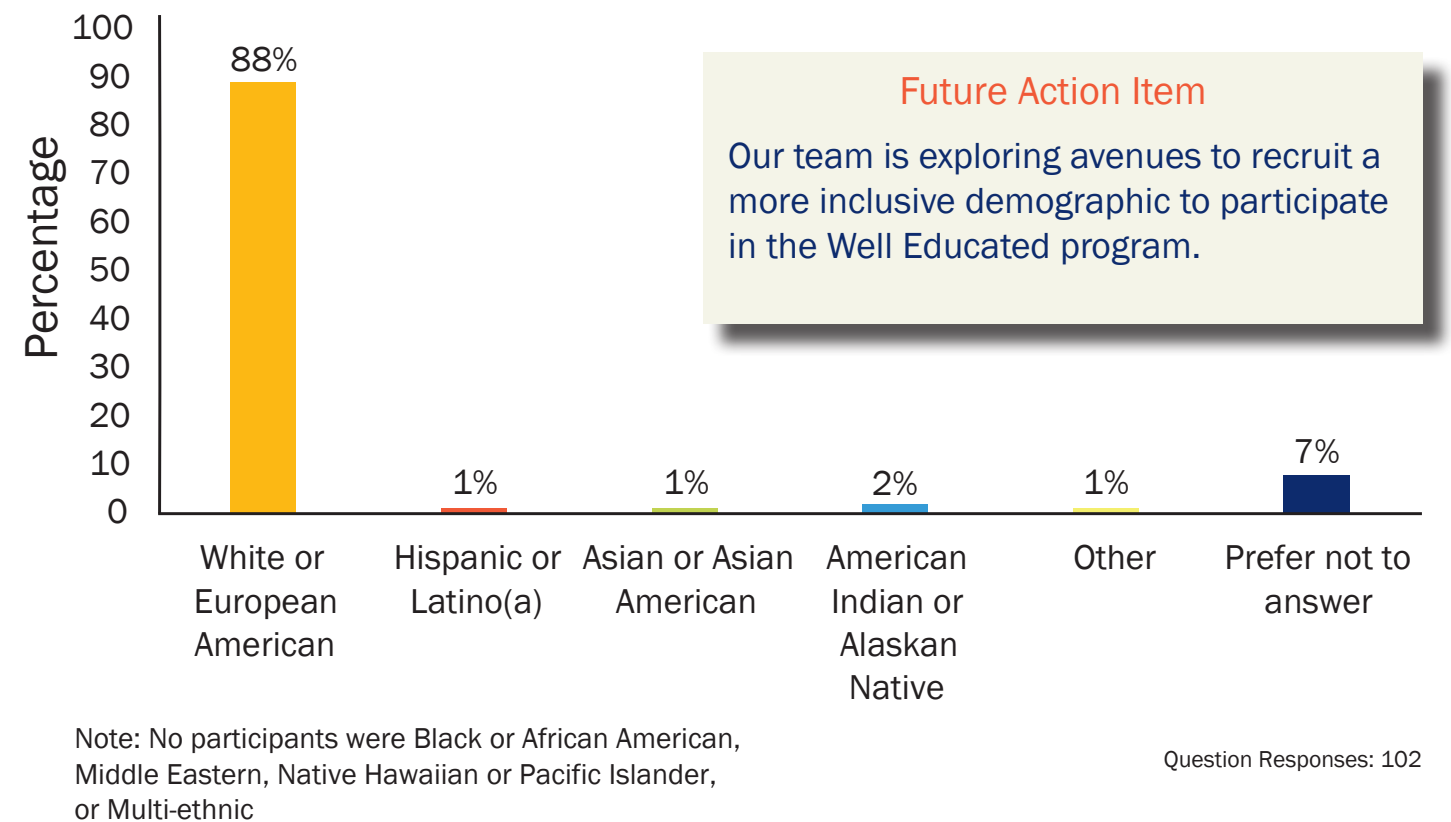 Percentage
100
90
80
70
60
50
40
30
20
10
0
88%
1%
1%
2%
1%
7%
Future Action Item
Our team is exploring avenues to recruit a
more inclusive demographic to participate
in the Well Educated program.
White or
European
American
Hispanic or
Latino(a)
Asian or Asian
American
American
Indian or
Alaskan
Native
Other
Prefer not to
answer
Note: No participants were Black or African American,
Middle Eastern, Native Hawaiian or Pacific Islander,
or Multi-ethnic
Question Responses: 102